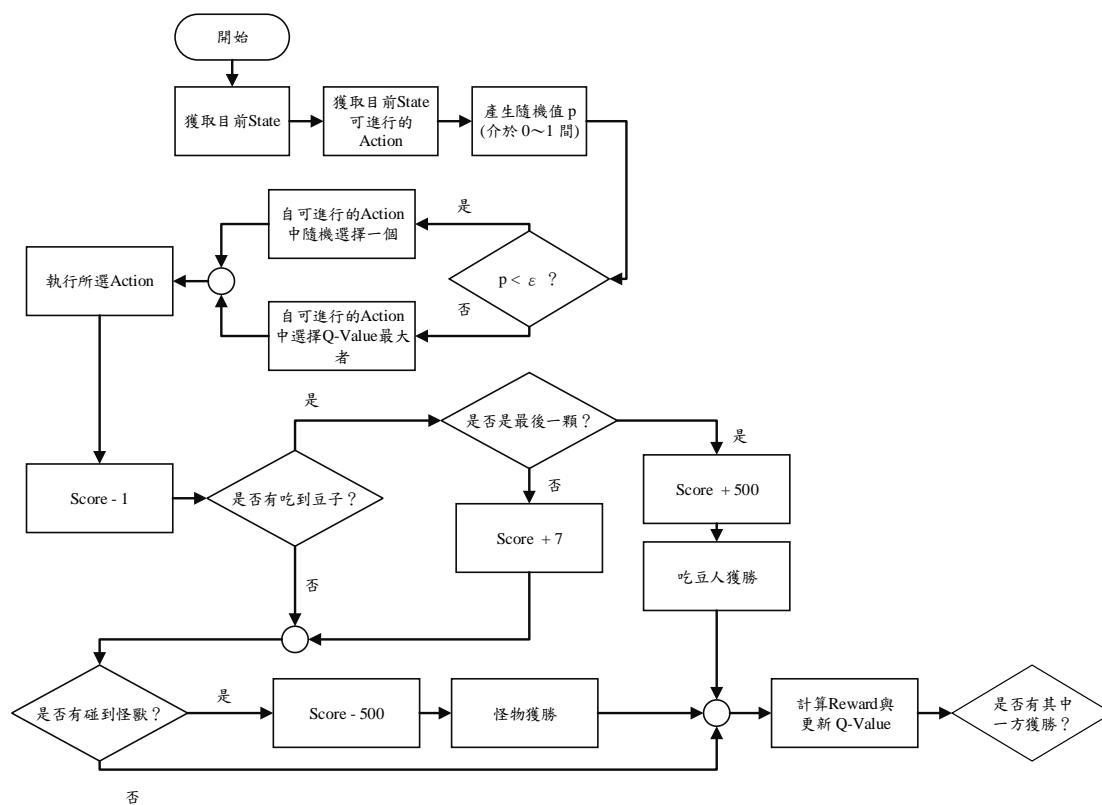 開始
獲取目前State
獲取目前State
可進行的
Action
產生隨機值 p
(介於 0～1 間)
自可進行的Action
中隨機選擇一個
是
執行所選Action
p < ε ？
否
自可進行的Action
中選擇Q-Value最大
者
是
是否是最後一顆？
是
Score - 1
是否有吃到豆子？
否
Score + 500
Score + 7
吃豆人獲勝
否
是否有碰到怪獸？
是
Score - 500
怪物獲勝
計算Reward與
更新 Q-Value
是否有其中
一方獲勝？
否